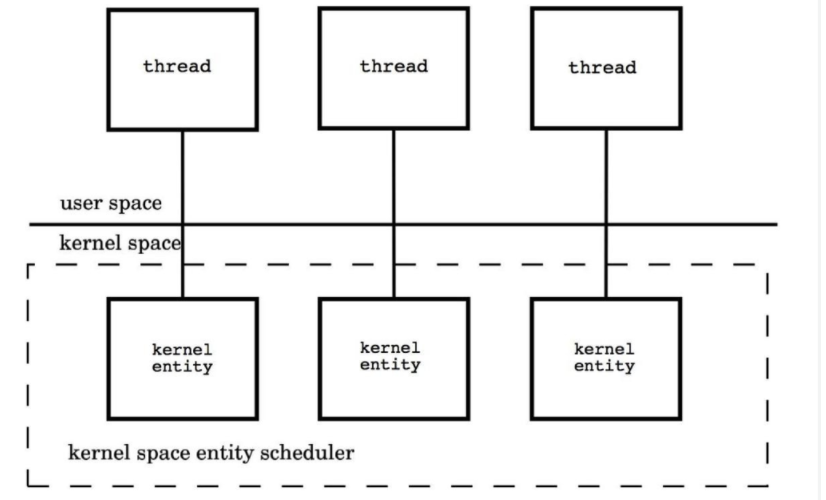 thread
thread
thread
user space
kernel space
kernel
entity
kernel
entity
kernel
entity
kernel space entity scheduler